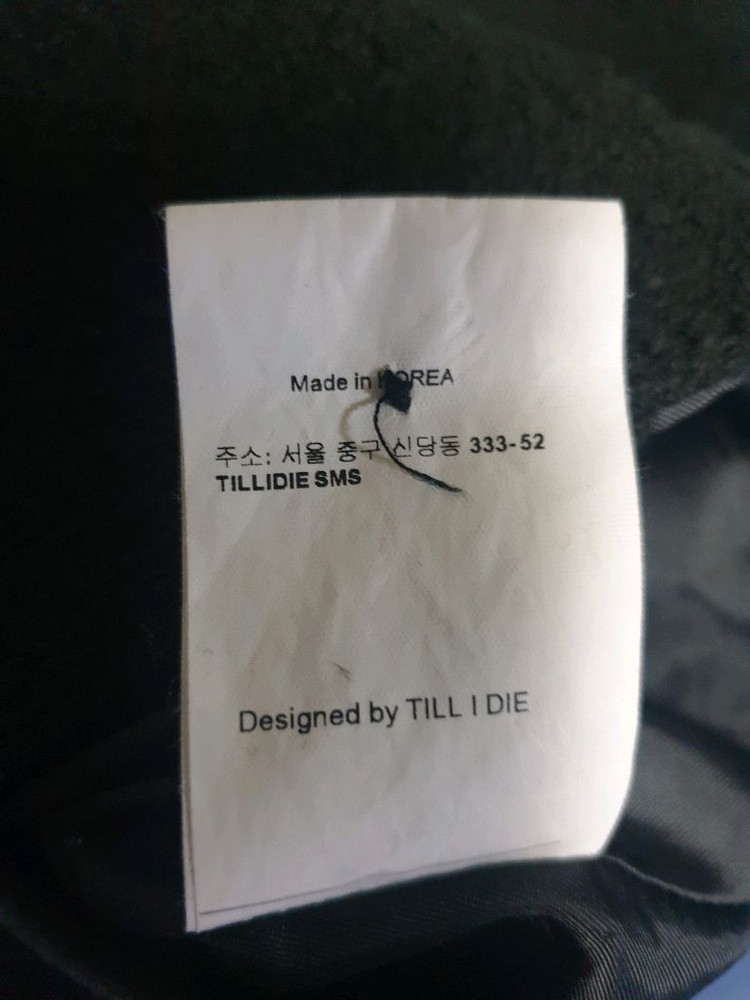 Made in KOREA
주소: 서울 중구 신당동 333-52
TILLIDIE SMS
Designed by TILL I DIE